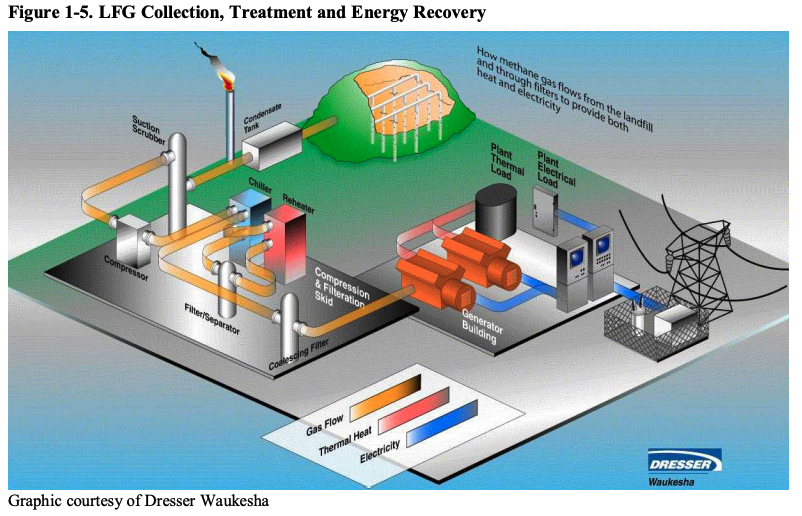 Figure 1-5. LFG Collection, Treatment and Energy Recovery
How methane gas flows from the landfill
and through filters to provide both
heat and electricity
Condensate
Tank
Suction
Scrubber
Plant
Thermal
Load
Plant
Electrical
Load
Chiller
Reheater
Compressor
Compression
& Filteration
Skid
Filter/Separator
Coalescing Filter
Generator
Building
Gas Flow
Thermal Heat
Electricity
DRESSER
Waukesha
Graphic courtesy of Dresser Waukesha